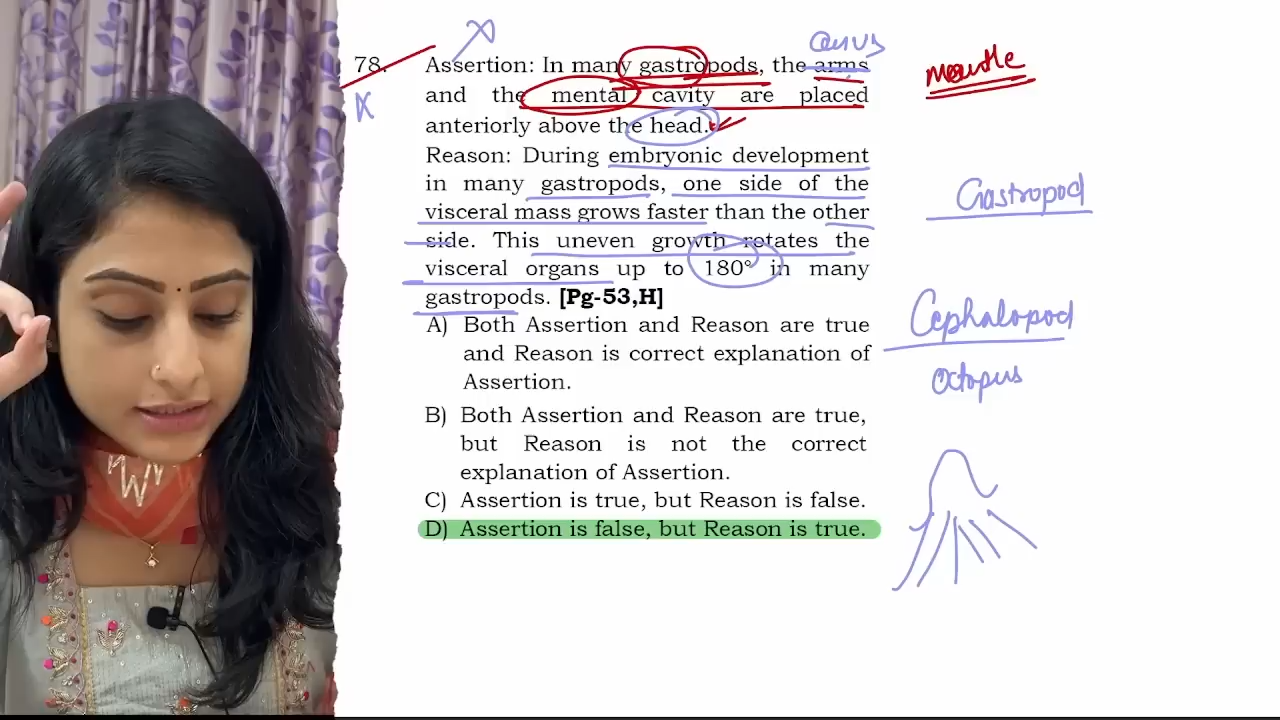 anus
78. Assertion: In many gastropods, the arms
mantle
and the mental cavity are placed
anteriorly above the head.
Reason: During embryonic development
in many gastropods, one side of the
Gastropod
visceral mass grows faster than the other
side. This uneven growth rotates the
visceral organs up to 180° in many
gastropods. [Pg-53,H]
Cephalopod
A) Both Assertion and Reason are true
and Reason is correct explanation of
Assertion.
Octopus
B) Both Assertion and Reason are true,
but Reason is not the correct
explanation of Assertion.
C) Assertion is true, but Reason is false.
D) Assertion is false, but Reason is true.